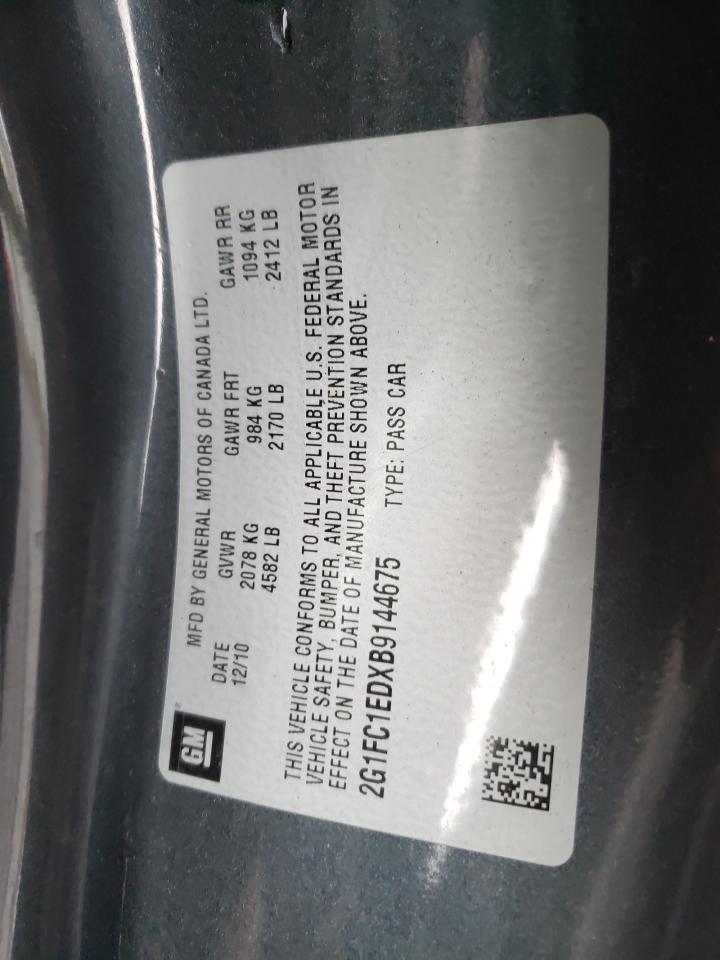 GM
MFD BY GENERAL MOTORS OF CANADA LTD.
DATE GVWR GAWR FRT GAWR RR
12/10 2078 KG 984 KG 1094 KG
4582 LB 2170 LB 2412 LB
THIS VEHICLE CONFORMS TO ALL APPLICABLE U.S. FEDERAL MOTOR
VEHICLE SAFETY, BUMPER, AND THEFT PREVENTION STANDARDS IN
EFFECT ON THE DATE OF MANUFACTURE SHOWN ABOVE.
2G1FC1EDXB9144675 TYPE: PASS CAR